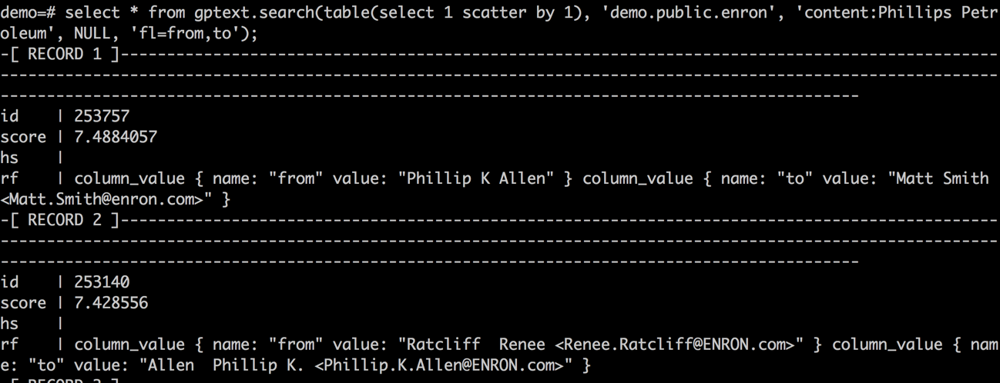 demo=# select * from gptext.search(table(select 1 scatter by 1), 'demo.public.enron', 'content:Phillips Petr
oleum', NULL, 'fl=from,to');
-[ RECORD 1 ]-----------------------------------------------------------------------------------------------
------------------------------------------------------------------------------------------------------------
---------------------------------------------------------------------------------------------
id    | 253757
score | 7.4884057
hs    |
rf    | column_value { name: "from" value: "Phillip K Allen" } column_value { name: "to" value: "Matt Smith
<Matt.Smith@enron.com>" }
-[ RECORD 2 ]-----------------------------------------------------------------------------------------------
------------------------------------------------------------------------------------------------------------
---------------------------------------------------------------------------------------------
id    | 253140
score | 7.428556
hs    |
rf    | column_value { name: "from" value: "Ratcliff  Renee <Renee.Ratcliff@ENRON.com>" } column_value { nam
e: "to" value: "Allen  Phillip K. <Phillip.K.Allen@ENRON.com>" }